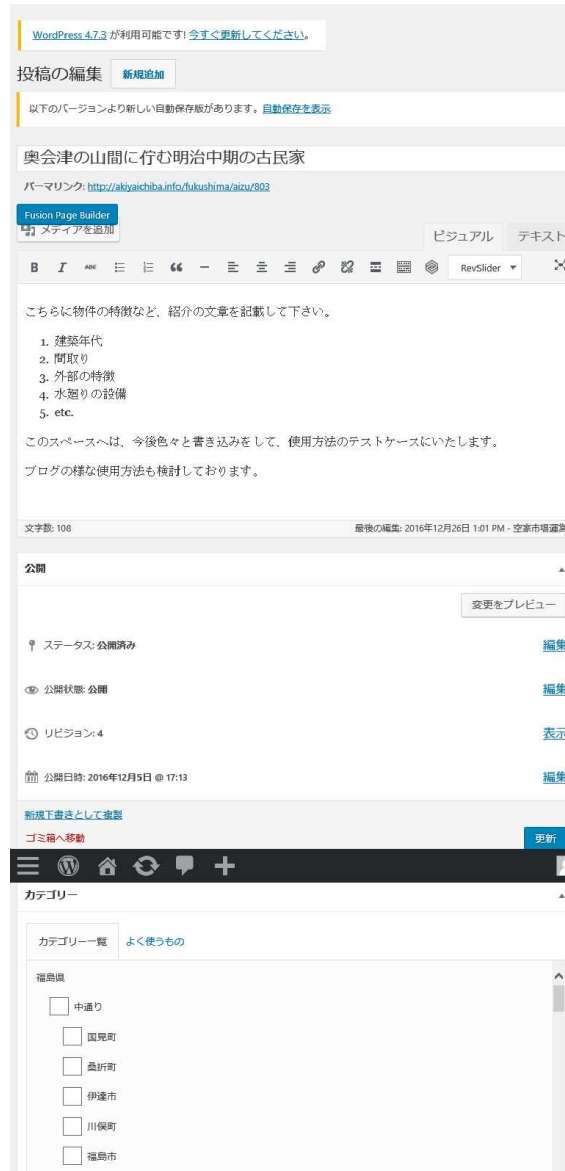 WordPress 4.7.3 が利用可能です! 今すぐ更新してください。
投稿の編集 新規追加
以下のバージョンより新しい自動保存版があります。 自動保存を表示
奥会津の山間に佇む明治中期の古民家
パーマリンク: http://akiyaichiba.info/fukushima/aizu/803
Fusion Page Builder
メディアを追加
ビジュアル テキスト
B I ABC RevSlider
こちらに物件の特徴など、紹介の文章を記載して下さい。
1. 建築年代
2. 間取り
3. 外部の特徴
4. 水廻りの設備
5. etc.
このスペースへは、今後色々と書き込みをして、使用方法のテストケースにいたします。
ブログの様な使用方法も検討しております。
文字数: 108 最後の編集: 2016年12月26日 1:01 PM - 空家市場運営
公開
変更をプレビュー
ステータス: 公開済み 編集
公開状態: 公開 編集
リビジョン: 4 表示
公開日時: 2016年12月5日 @ 17:13 編集
新規下書きとして複製
ゴミ箱へ移動 更新
カテゴリー
カテゴリー一覧 よく使うもの
福島県
中通り
国見町
桑折町
伊達市
川俣町
福島市